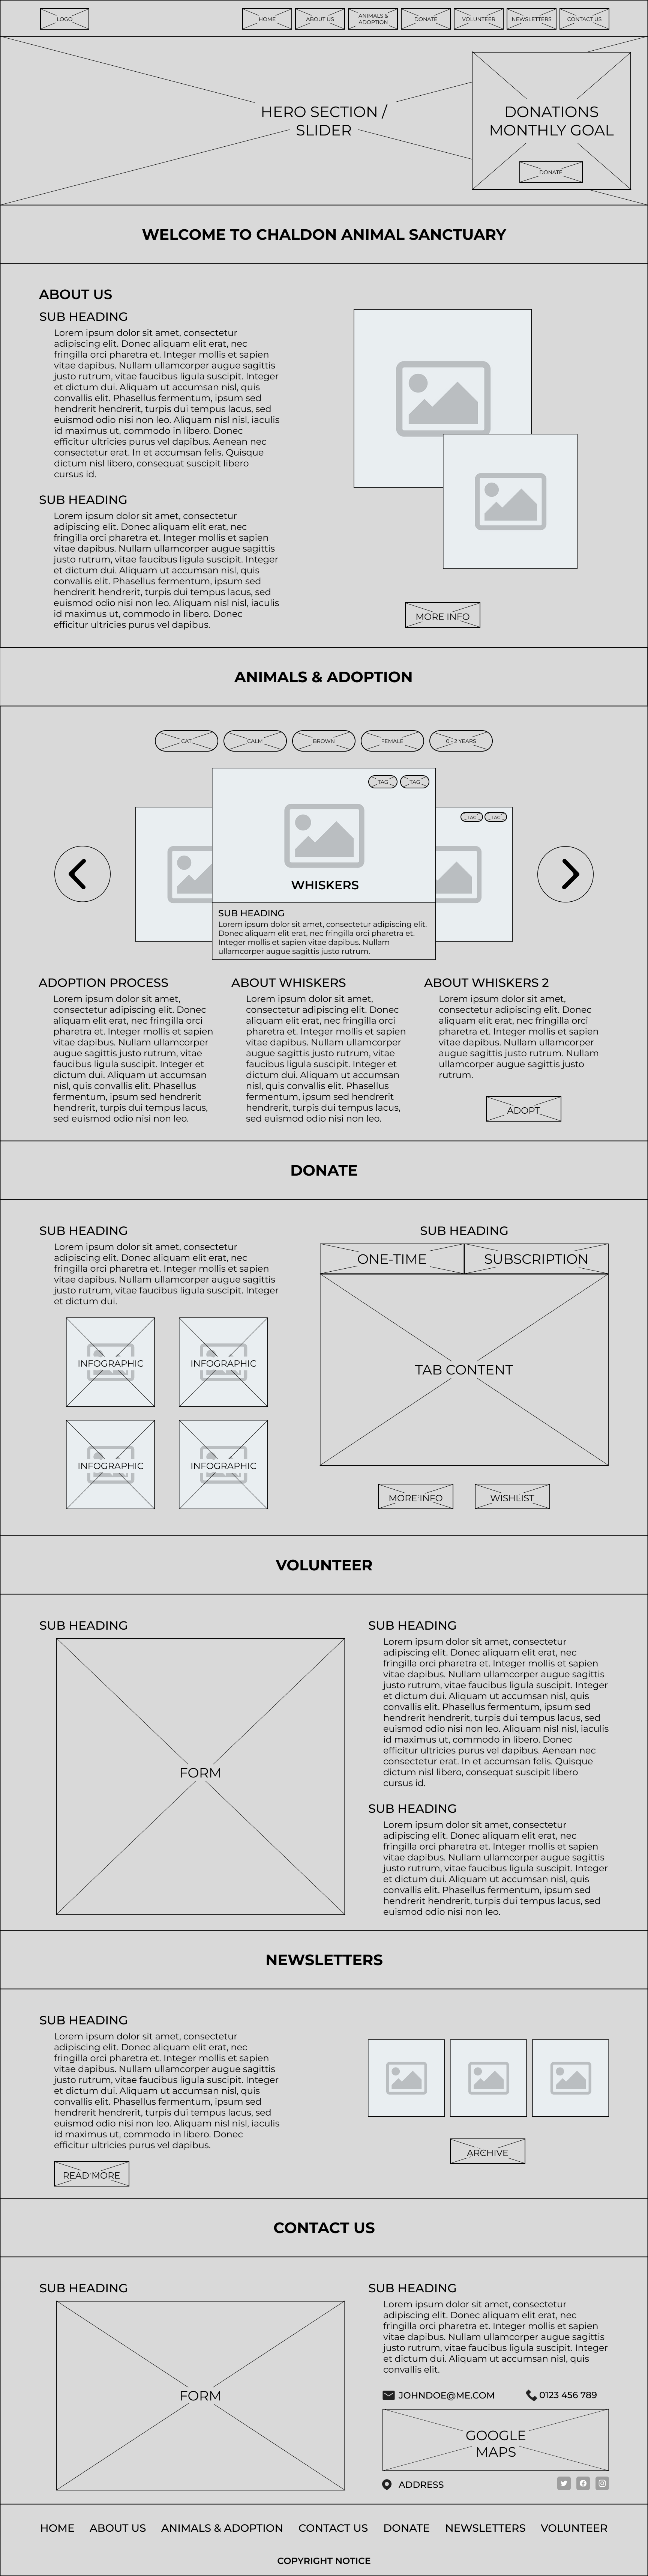 LOGO
HOME
ABOUT US
ANIMALS &
ADOPTION
DONATE
VOLUNTEER
NEWSLETTERS
CONTACT US
HERO SECTION /
SLIDER
DONATIONS
MONTHLY GOAL
DONATE
WELCOME TO CHALDON ANIMAL SANCTUARY
ABOUT US
SUB HEADING
Lorem ipsum dolor sit amet, consectetur
adipiscing elit. Donec aliquam elit erat, nec
fringilla orci pharetra et. Integer mollis et sapien
vitae dapibus. Nullam ullamcorper augue sagittis
justo rutrum, vitae faucibus ligula suscipit. Integer
et dictum dui. Aliquam ut accumsan nisl, quis
convallis elit. Phasellus fermentum, ipsum sed
hendrerit hendrerit, turpis dui tempus lacus, sed
euismod odio nisi non leo. Aliquam nisl nisl, iaculis
id maximus ut, commodo in libero. Donec
efficitur ultricies purus vel dapibus. Aenean nec
consectetur erat. In et accumsan felis. Quisque
dictum nisl libero, consequat suscipit libero
cursus id.
SUB HEADING
Lorem ipsum dolor sit amet, consectetur
adipiscing elit. Donec aliquam elit erat, nec
fringilla orci pharetra et. Integer mollis et sapien
vitae dapibus. Nullam ullamcorper augue sagittis
justo rutrum, vitae faucibus ligula suscipit. Integer
et dictum dui. Aliquam ut accumsan nisl, quis
convallis elit. Phasellus fermentum, ipsum sed
hendrerit hendrerit, turpis dui tempus lacus, sed
euismod odio nisi non leo. Aliquam nisl nisl, iaculis
id maximus ut, commodo in libero. Donec
efficitur ultricies purus vel dapibus.
MORE INFO
ANIMALS & ADOPTION
CAT
CALM
BROWN
FEMALE
0 - 2 YEARS
TAG
TAG
TAG
TAG
WHISKERS
SUB HEADING
Lorem ipsum dolor sit amet, consectetur adipiscing elit.
Donec aliquam elit erat, nec fringilla orci pharetra et.
Integer mollis et sapien vitae dapibus. Nullam
ullamcorper augue sagittis justo rutrum.
ADOPTION PROCESS
Lorem ipsum dolor sit amet,
consectetur adipiscing elit. Donec
aliquam elit erat, nec fringilla orci
pharetra et. Integer mollis et sapien
vitae dapibus. Nullam ullamcorper
augue sagittis justo rutrum, vitae
faucibus ligula suscipit. Integer et
dictum dui. Aliquam ut accumsan
nisl, quis convallis elit. Phasellus
fermentum, ipsum sed hendrerit
hendrerit, turpis dui tempus lacus,
sed euismod odio nisi non leo.
ABOUT WHISKERS
Lorem ipsum dolor sit amet,
consectetur adipiscing elit. Donec
aliquam elit erat, nec fringilla orci
pharetra et. Integer mollis et sapien
vitae dapibus. Nullam ullamcorper
augue sagittis justo rutrum, vitae
faucibus ligula suscipit. Integer et
dictum dui. Aliquam ut accumsan
nisl, quis convallis elit. Phasellus
fermentum, ipsum sed hendrerit
hendrerit, turpis dui tempus lacus,
sed euismod odio nisi non leo.
ABOUT WHISKERS 2
Lorem ipsum dolor sit amet,
consectetur adipiscing elit. Donec
aliquam elit erat, nec fringilla orci
pharetra et. Integer mollis et sapien
vitae dapibus. Nullam
ullamcorper augue sagittis justo
rutrum.
ADOPT
DONATE
SUB HEADING
Lorem ipsum dolor sit amet, consectetur
adipiscing elit. Donec aliquam elit erat, nec
fringilla orci pharetra et. Integer mollis et sapien
vitae dapibus. Nullam ullamcorper augue sagittis
justo rutrum, vitae faucibus ligula suscipit. Integer
et dictum dui.
INFOGRAPHIC
INFOGRAPHIC
INFOGRAPHIC
INFOGRAPHIC
SUB HEADING
ONE-TIME
SUBSCRIPTION
TAB CONTENT
MORE INFO
WISHLIST
VOLUNTEER
SUB HEADING
FORM
SUB HEADING
Lorem ipsum dolor sit amet, consectetur
adipiscing elit. Donec aliquam elit erat, nec
fringilla orci pharetra et. Integer mollis et sapien
vitae dapibus. Nullam ullamcorper augue sagittis
justo rutrum, vitae faucibus ligula suscipit. Integer
et dictum dui. Aliquam ut accumsan nisl, quis
convallis elit. Phasellus fermentum, ipsum sed
hendrerit hendrerit, turpis dui tempus lacus, sed
euismod odio nisi non leo. Aliquam nisl nisl, iaculis
id maximus ut, commodo in libero. Donec
efficitur ultricies purus vel dapibus. Aenean nec
consectetur erat. In et accumsan felis. Quisque
dictum nisl libero, consequat suscipit libero
cursus id.
SUB HEADING
Lorem ipsum dolor sit amet, consectetur
adipiscing elit. Donec aliquam elit erat, nec
fringilla orci pharetra et. Integer mollis et sapien
vitae dapibus. Nullam ullamcorper augue sagittis
justo rutrum, vitae faucibus ligula suscipit. Integer
et dictum dui. Aliquam ut accumsan nisl, quis
convallis elit. Phasellus fermentum, ipsum sed
hendrerit hendrerit, turpis dui tempus lacus, sed
euismod odio nisi non leo.
NEWSLETTERS
SUB HEADING
Lorem ipsum dolor sit amet, consectetur
adipiscing elit. Donec aliquam elit erat, nec
fringilla orci pharetra et. Integer mollis et sapien
vitae dapibus. Nullam ullamcorper augue sagittis
justo rutrum, vitae faucibus ligula suscipit. Integer
et dictum dui. Aliquam ut accumsan nisl, quis
convallis elit. Phasellus fermentum, ipsum sed
hendrerit hendrerit, turpis dui tempus lacus, sed
euismod odio nisi non leo. Aliquam nisl nisl, iaculis
id maximus ut, commodo in libero. Donec
efficitur ultricies purus vel dapibus.
READ MORE
ARCHIVE
CONTACT US
SUB HEADING
FORM
SUB HEADING
Lorem ipsum dolor sit amet, consectetur
adipiscing elit. Donec aliquam elit erat, nec
fringilla orci pharetra et. Integer mollis et sapien
vitae dapibus. Nullam ullamcorper augue sagittis
justo rutrum, vitae faucibus ligula suscipit. Integer
et dictum dui. Aliquam ut accumsan nisl, quis
convallis elit.
JOHNDOE@ME.COM
0123 456 789
GOOGLE
MAPS
ADDRESS
HOME ABOUT US ANIMALS & ADOPTION CONTACT US DONATE NEWSLETTERS VOLUNTEER
COPYRIGHT NOTICE